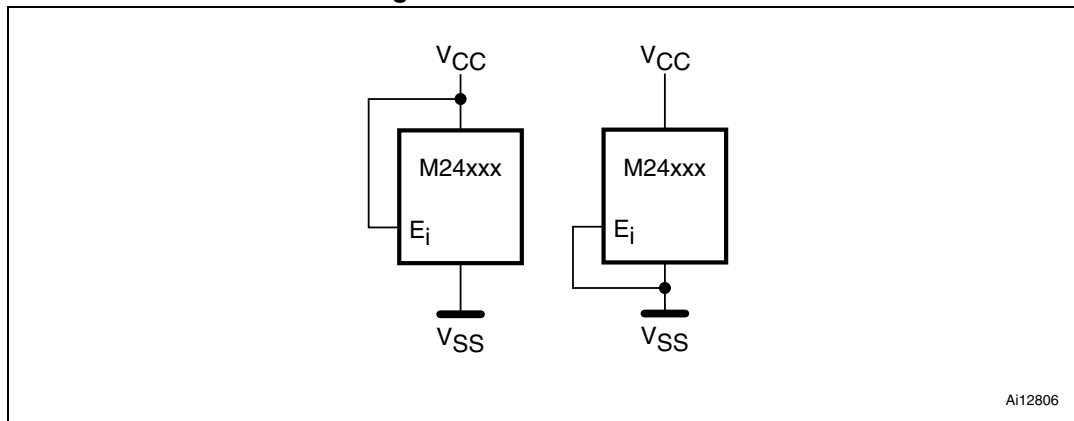 VCC VCC
M24xxx M24xxx
Ei Ei
VSS VSS
Ai12806